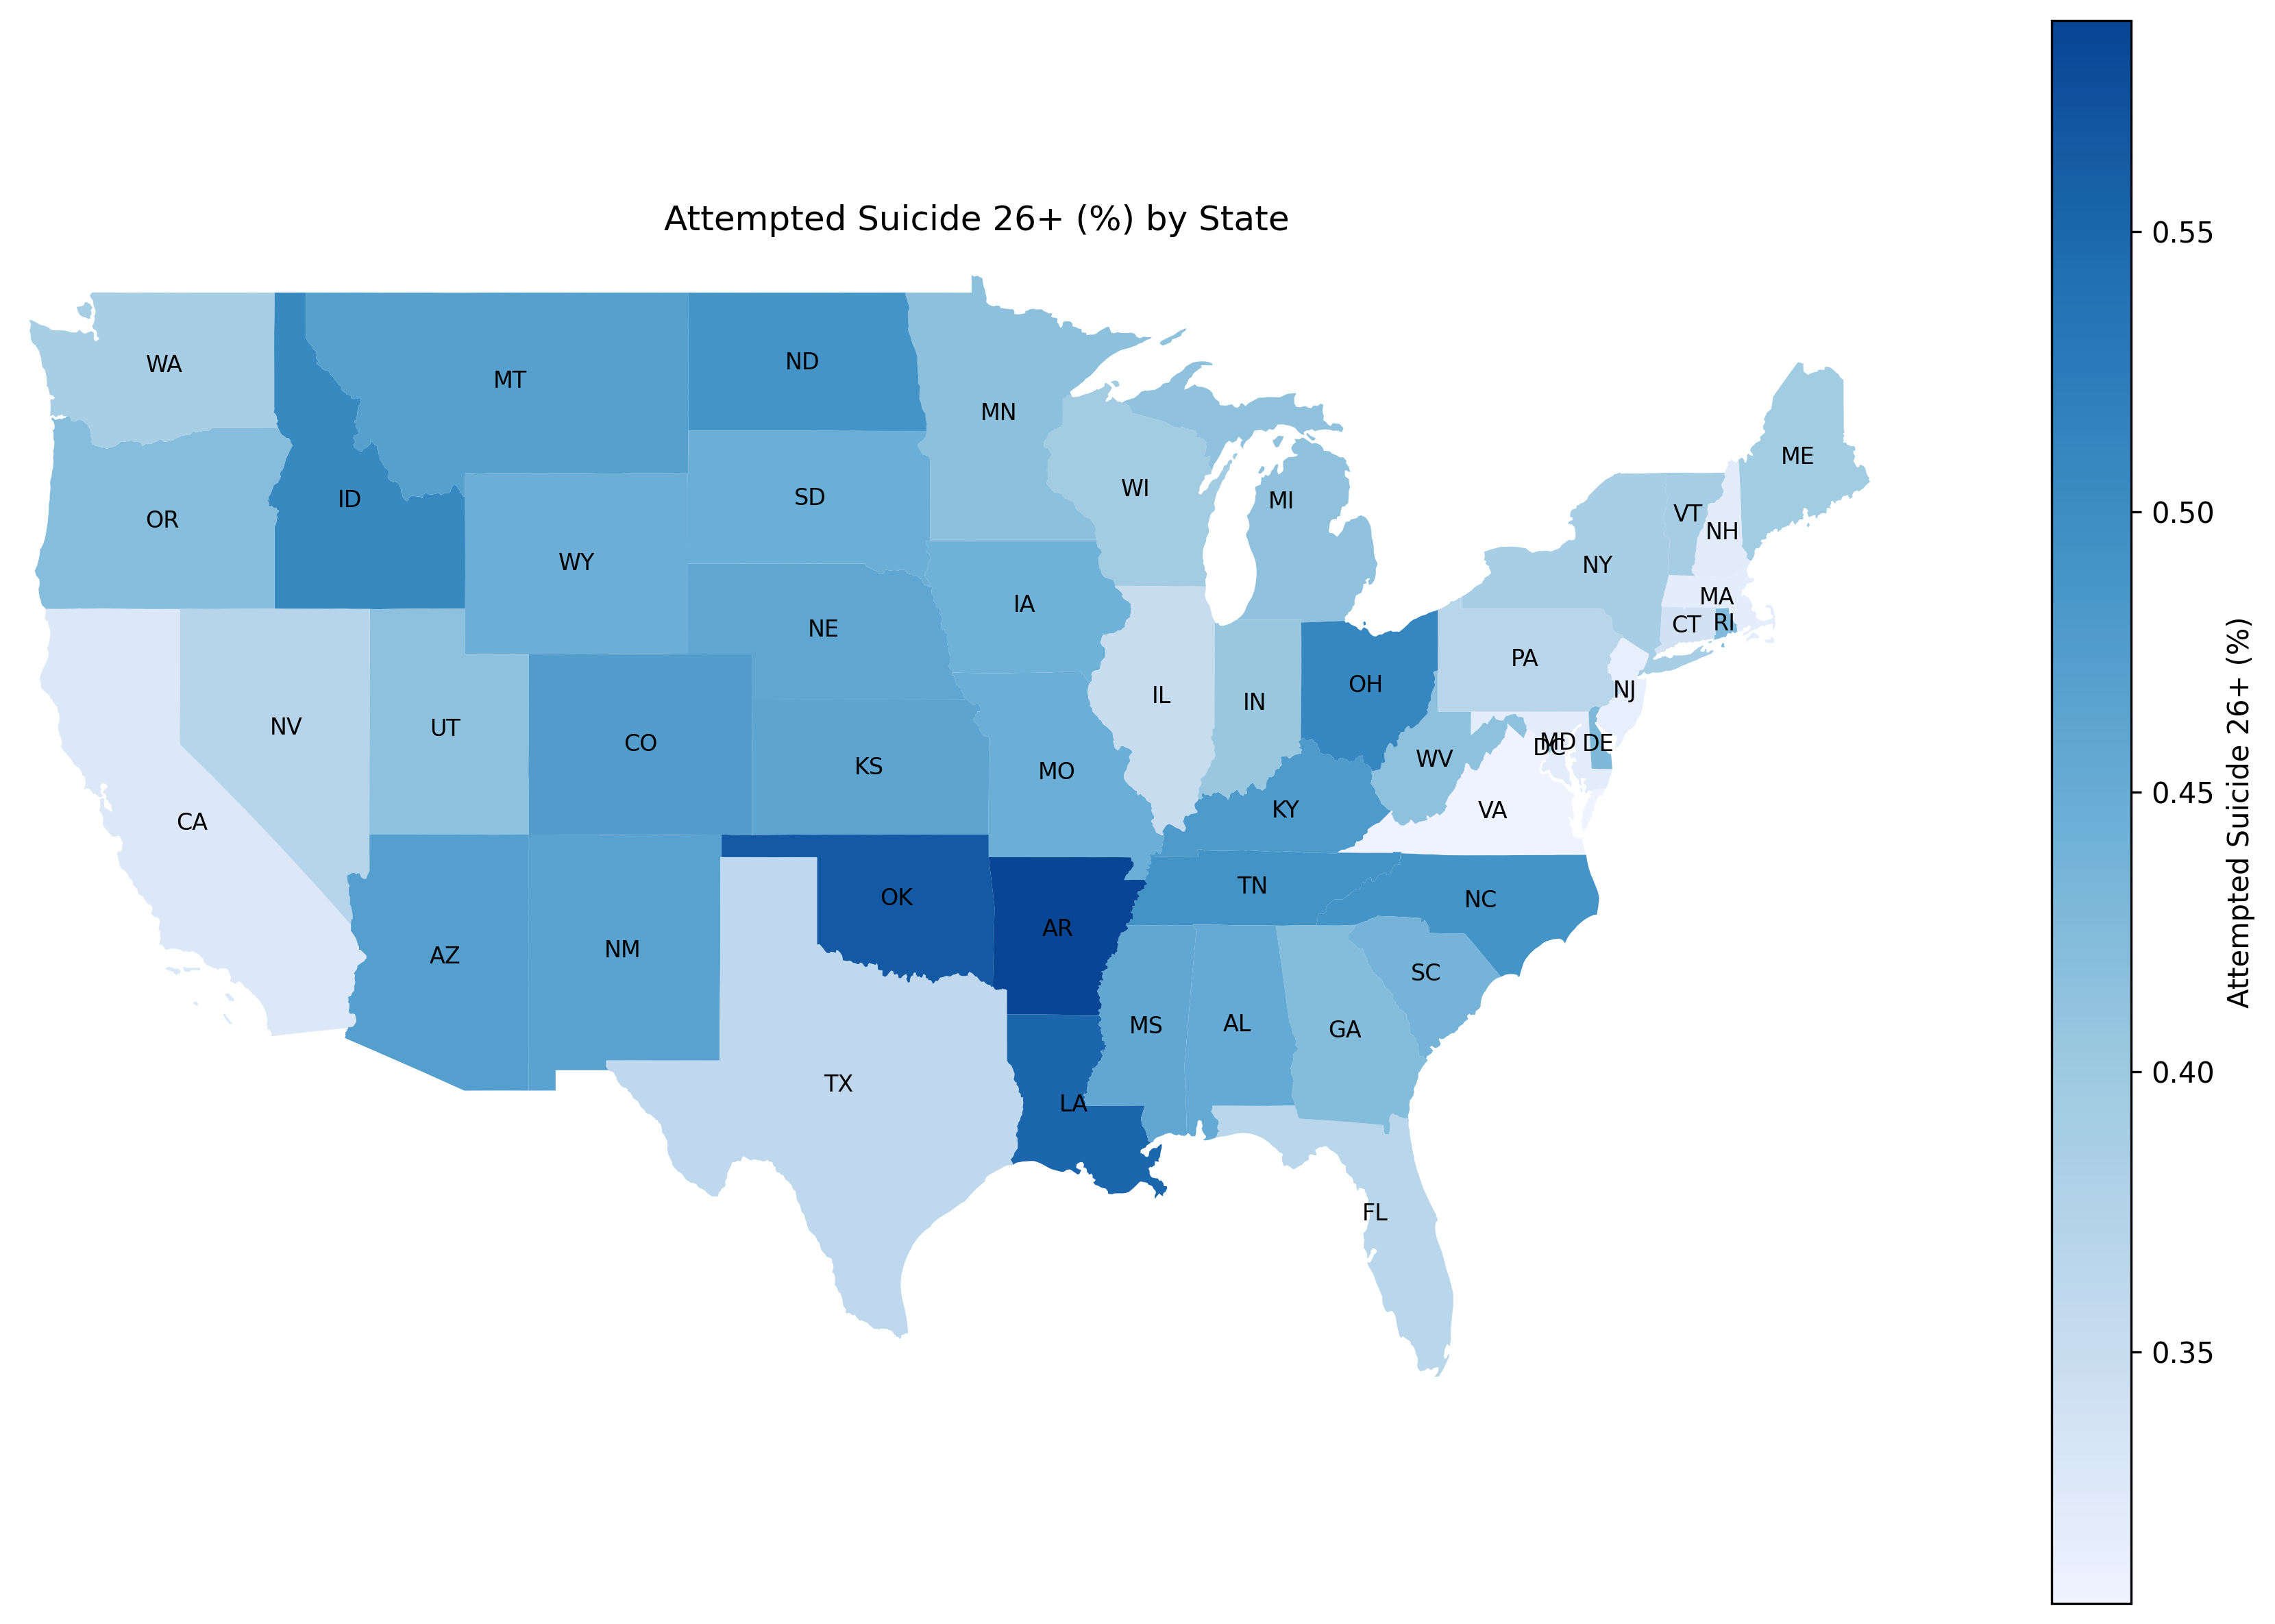 Attempted Suicide 26+ (%) by State
WA
MT
ND
MN
ME
OR
ID
SD
WI
MI
VT
NH
WY
NY
IA
MA
NE
CT
RI
PA
NV
UT
CO
IL
IN
OH
NJ
KS
MO
WV
DC
MD
DE
CA
KY
VA
OK
TN
NC
AZ
NM
AR
SC
MS
AL
GA
TX
LA
FL
0.55
0.50
0.45
0.40
0.35
Attempted Suicide 26+ (%)